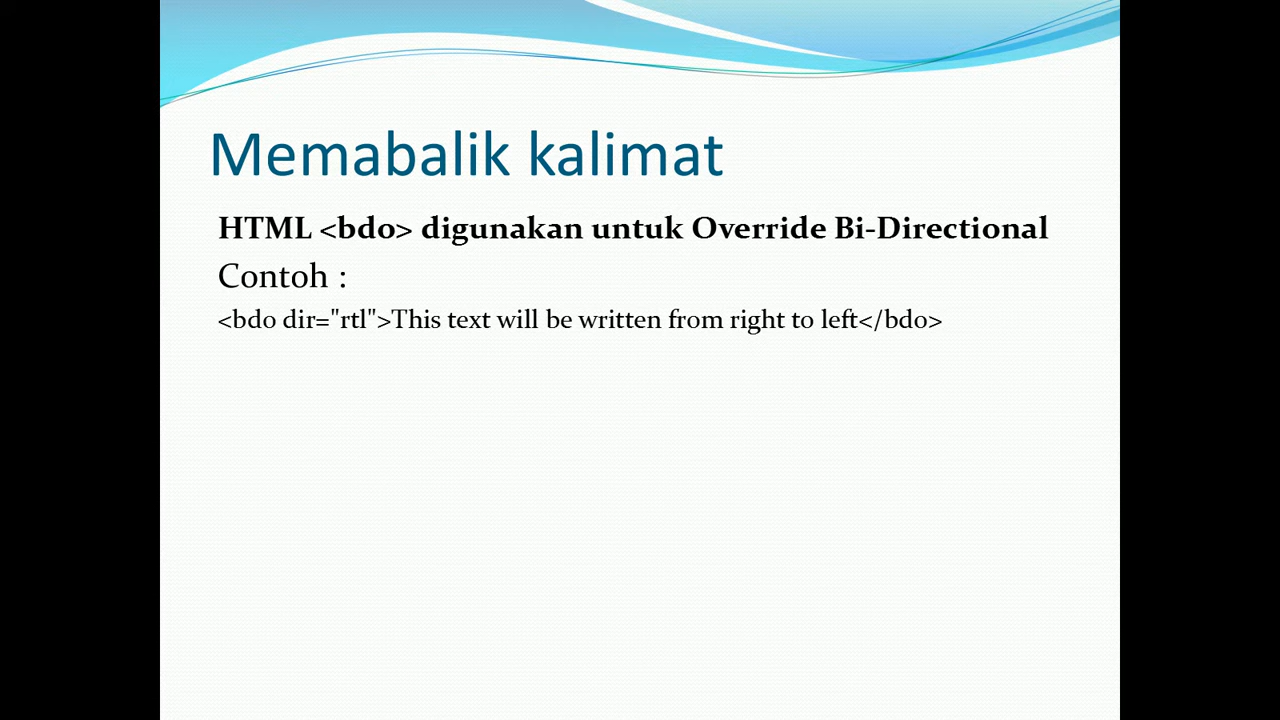 Memabalik kalimat
HTML <bdo> digunakan untuk Override Bi-Directional
Contoh :
<bdo dir="rtl">This text will be written from right to left</bdo>